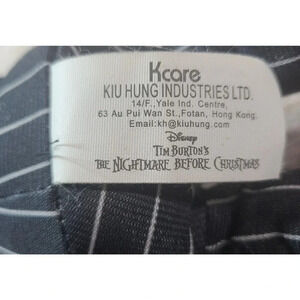 Kcare
KIU HUNG INDUSTRIES LTD.
14/F.,Yale Ind. Centre,
63 Au Pui Wan St.,Fotan, Hong Kong.
Email:kh@kiuhung.com
Disney
TIM BURTON'S
THE NIGHTMARE BEFORE CHRISTMAS